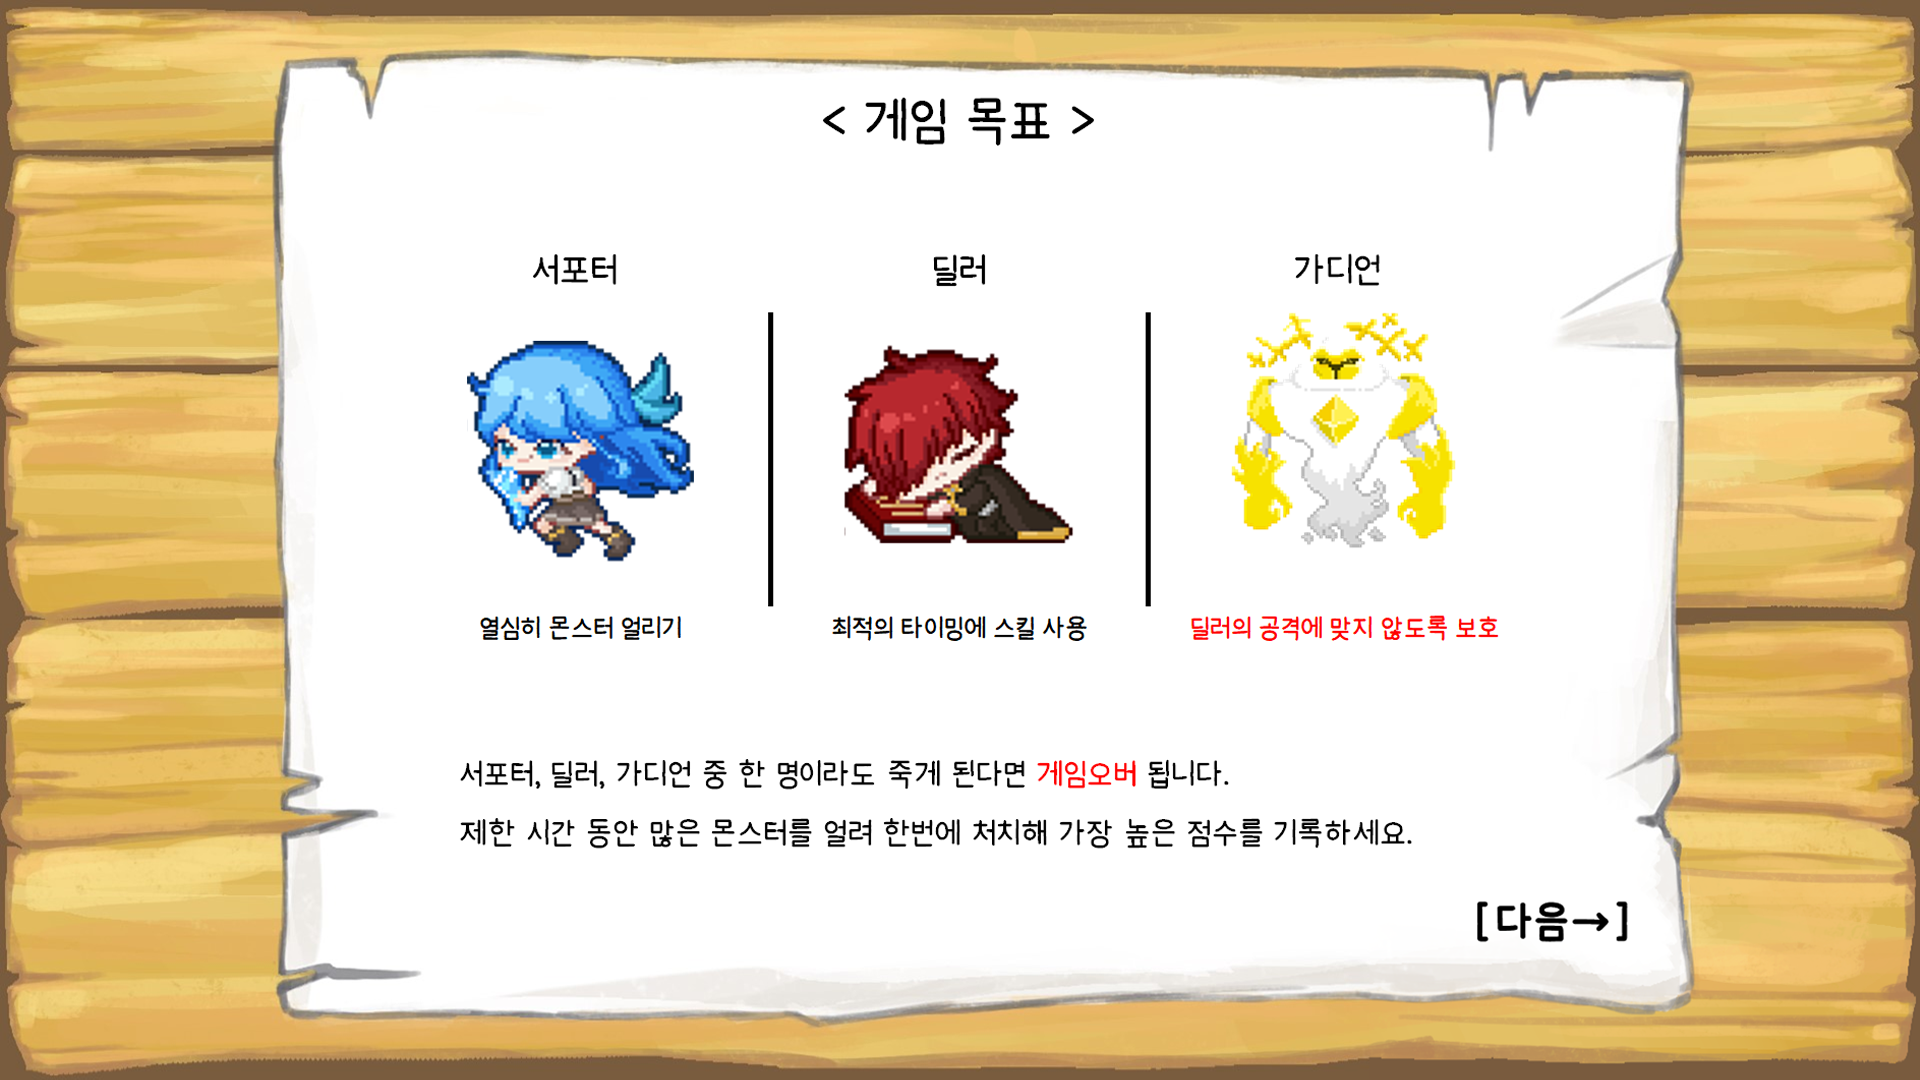 < 게임 목표 >
서포터
딜러
가디언
열심히 몬스터 얼리기
최적의 타이밍에 스킬 사용
딜러의 공격에 맞지 않도록 보호
서포터, 딜러, 가디언 중 한 명이라도 죽게 된다면 게임오버 됩니다.
제한 시간 동안 많은 몬스터를 얼려 한번에 처치해 가장 높은 점수를 기록하세요.
[다음→]